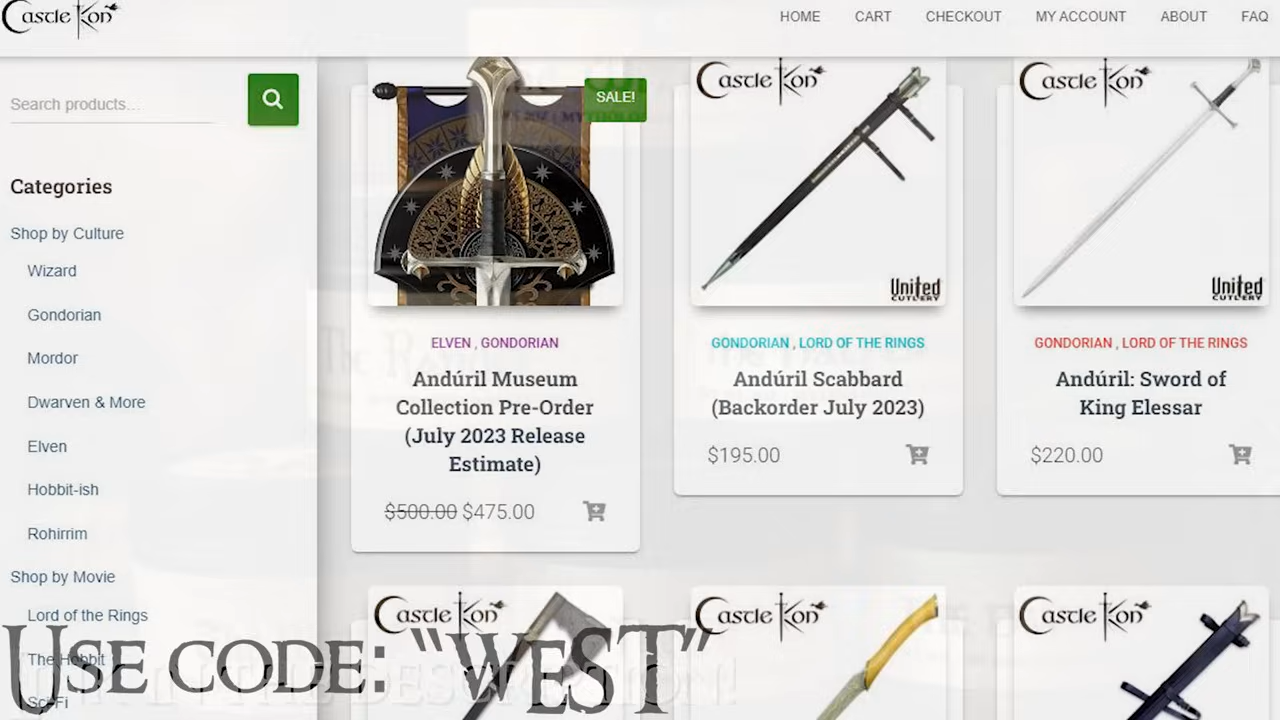 Castle Kon
HOME
CART
CHECKOUT
MY ACCOUNT
ABOUT
FAQ
Search products...
Categories
Shop by Culture
Wizard
Gondorian
Mordor
Dwarven & More
Elven
Hobbit-ish
Rohirrim
Shop by Movie
Lord of the Rings
The Hobbit
Sci-Fi
SALE!
ELVEN , GONDORIAN
Andúril Museum
Collection Pre-Order
(July 2023 Release
Estimate)
$500.00 $475.00
Castle Kon
United
CUTLERY
GONDORIAN , LORD OF THE RINGS
Andúril Scabbard
(Backorder July 2023)
$195.00
Castle Kon
United
CUTLERY
GONDORIAN , LORD OF THE RINGS
Andúril: Sword of
King Elessar
$220.00
Castle Kon
Castle Kon
Castle Kon
USE CODE: “WEST”